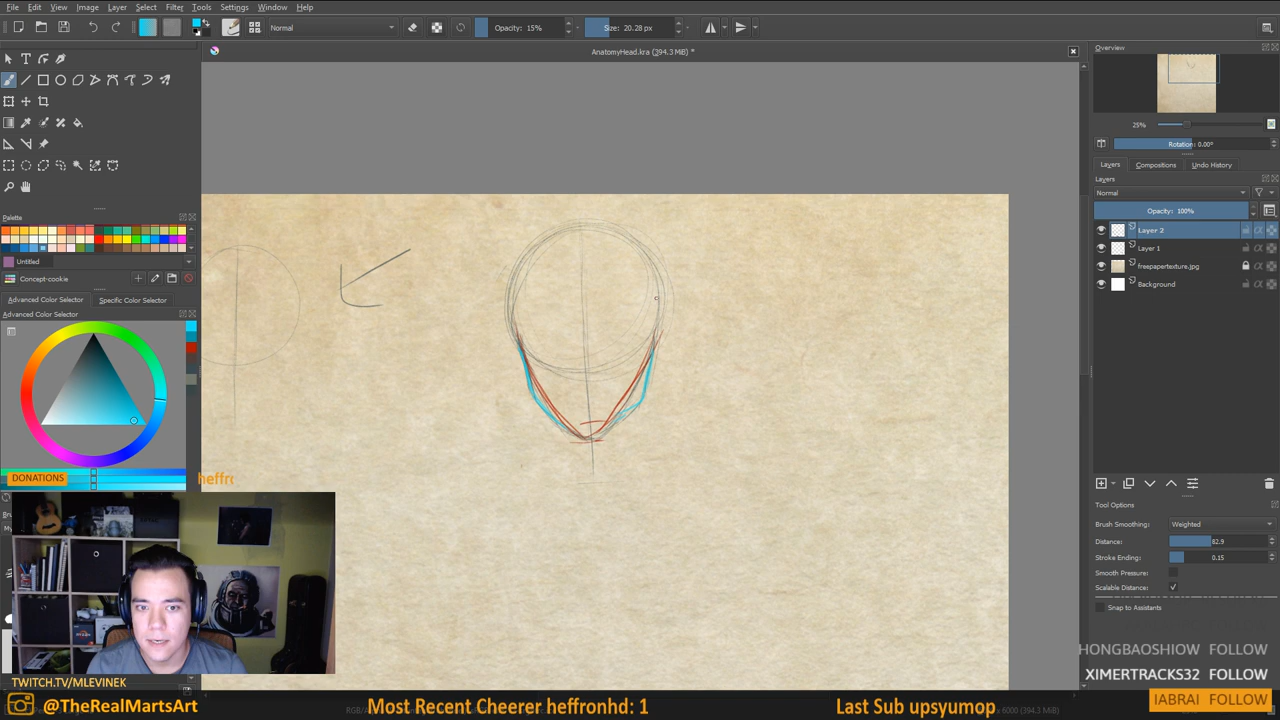 File Edit View Image Layer Select Filter Tools Settings Window Help
Normal
Opacity: 15%
Size: 20.28 px
AnatomyHead.kra (394.3 MiB) *
Overview
25%
Rotation: 0.00°
Layers Compositions Undo History
Layers
Normal
Opacity: 100%
Layer 2
Layer 1
freepapertexture.jpg
Background
Palette
Untitled
Concept-cookie
Advanced Color Selector Specific Color Selector
Advanced Color Selector
DONATIONS
heffro
Tool Options
Brush Smoothing: Weighted
Distance: 82.9
Stroke Ending: 0.15
Smooth Pressure:
Scalable Distance:
Snap to Assistants
HONGBAOSHIOW FOLLOW
XIMERTRACKS32 FOLLOW
IABRAI FOLLOW
TWITCH.TV/MLEVINEK
@TheRealMartsArt
Most Recent Cheerer heffronhd: 1
Last Sub upsyumop